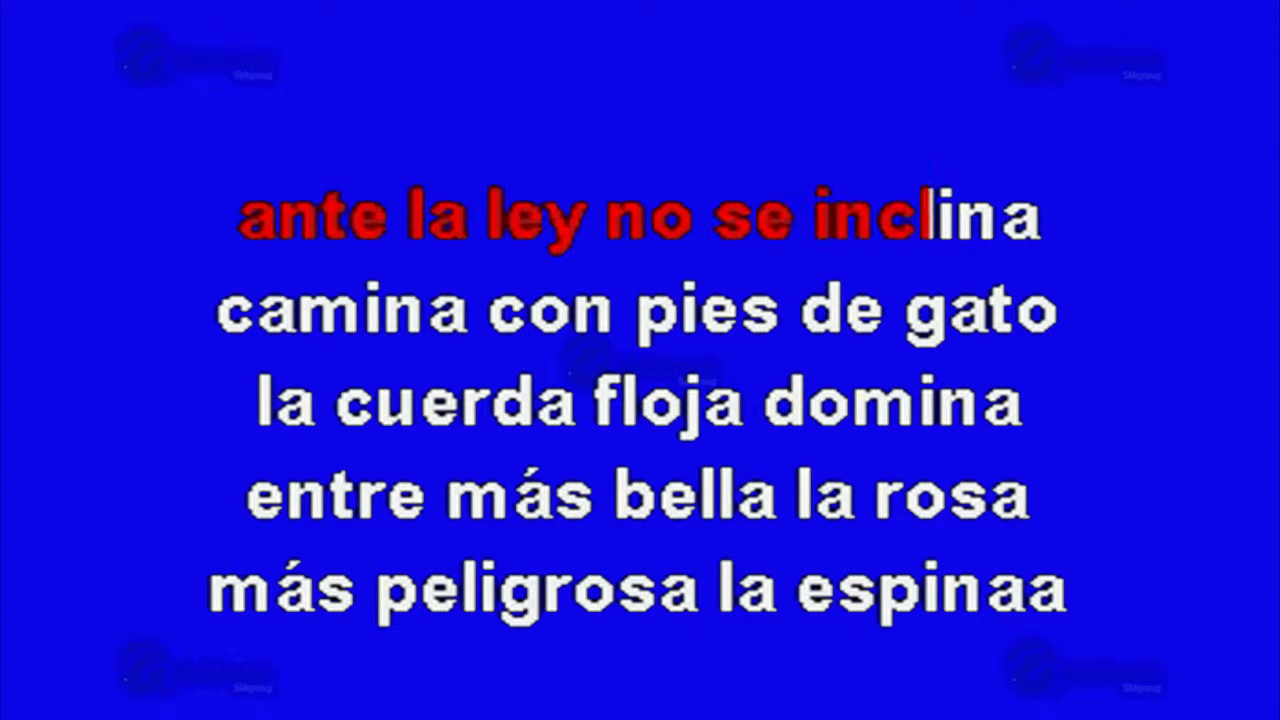 ante la ley no se inclina
camina con pies de gato
la cuerda floja domina
entre más bella la rosa
más peligrosa la espinaa